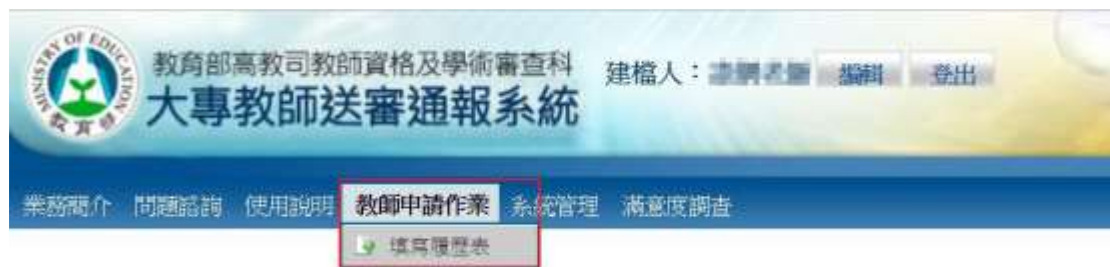 MINISTRY OF EDUCATION
教育部
教育部高教司教師資格及學術審查科
大專教師送審通報系統
建檔人：
編輯 登出
業務簡介 問題諮詢 使用說明 教師申請作業 系統管理 滿意度調查
填寫履歷表